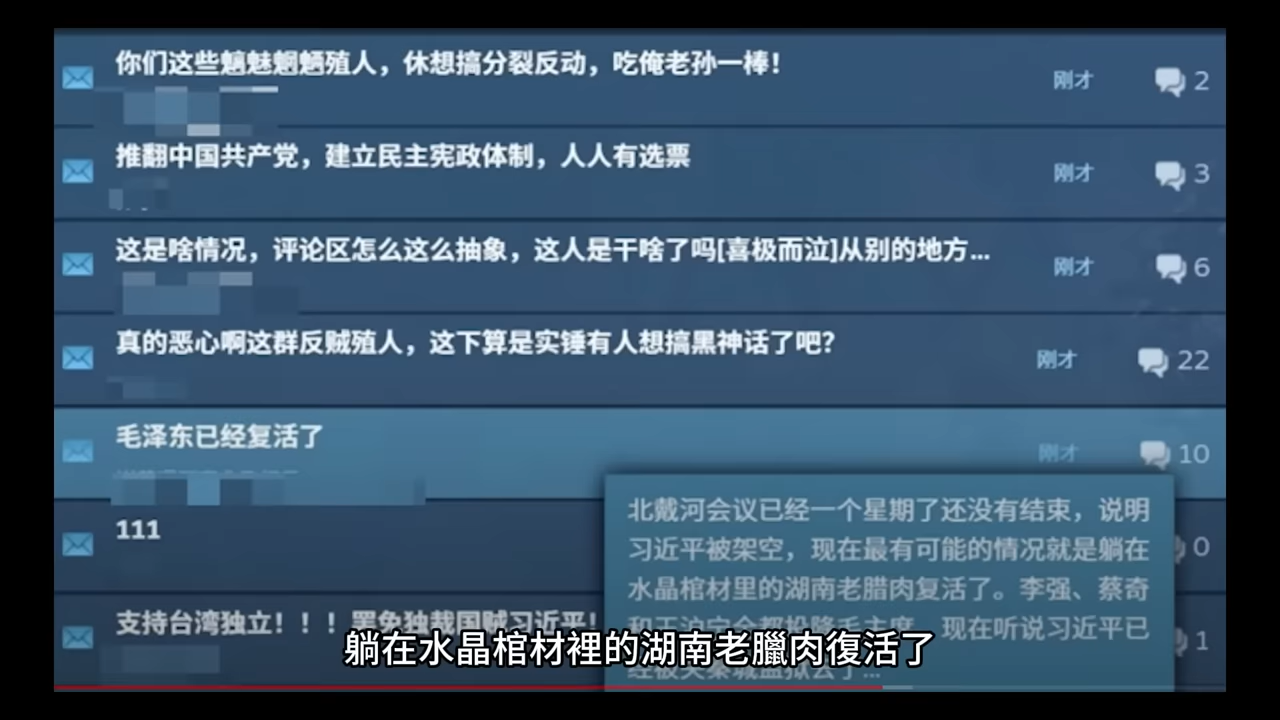 你们这些魑魅魍魉殖人，休想搞分裂反动，吃俺老孙一棒！
刚才
2
推翻中国共产党，建立民主宪政体制，人人有选票
刚才
3
这是啥情况，评论区怎么这么抽象，这人是干啥了吗[喜极而泣]从别的地方...
刚才
6
真的恶心啊这群反贼殖人，这下算是实锤有人想搞黑神话了吧？
刚才
22
毛泽东已经复活了
刚才
10
北戴河会议已经一个星期了还没有结束，说明
习近平被架空，现在最有可能的情况就是躺在
水晶棺材里的湖南老腊肉复活了。李强、蔡奇
现在听说习近平已
111
0
支持台湾独立！！！罢免独裁国贼习近平！
1
躺在水晶棺材裡的湖南老臘肉復活了